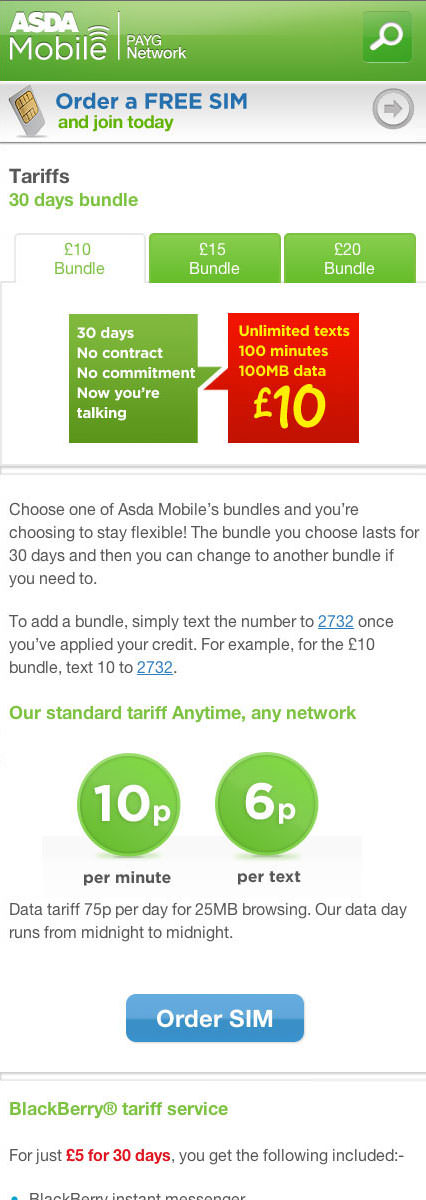 ASDA
Mobile
PAYG
Network
Order a FREE SIM
and join today
Tariffs
30 days bundle
£10
Bundle
£15
Bundle
£20
Bundle
30 days
No contract
No commitment
Now you're
talking
Unlimited texts
100 minutes
100MB data
£10
Choose one of Asda Mobile's bundles and you're
choosing to stay flexible! The bundle you choose lasts for
30 days and then you can change to another bundle if
you need to.
To add a bundle, simply text the number to 2732 once
you've applied your credit. For example, for the £10
bundle, text 10 to 2732.
Our standard tariff Anytime, any network
10p
6p
per minute
per text
Data tariff 75p per day for 25MB browsing. Our data day
runs from midnight to midnight.
Order SIM
BlackBerry® tariff service
For just £5 for 30 days, you get the following included:-
• BlackBerry instant messenger